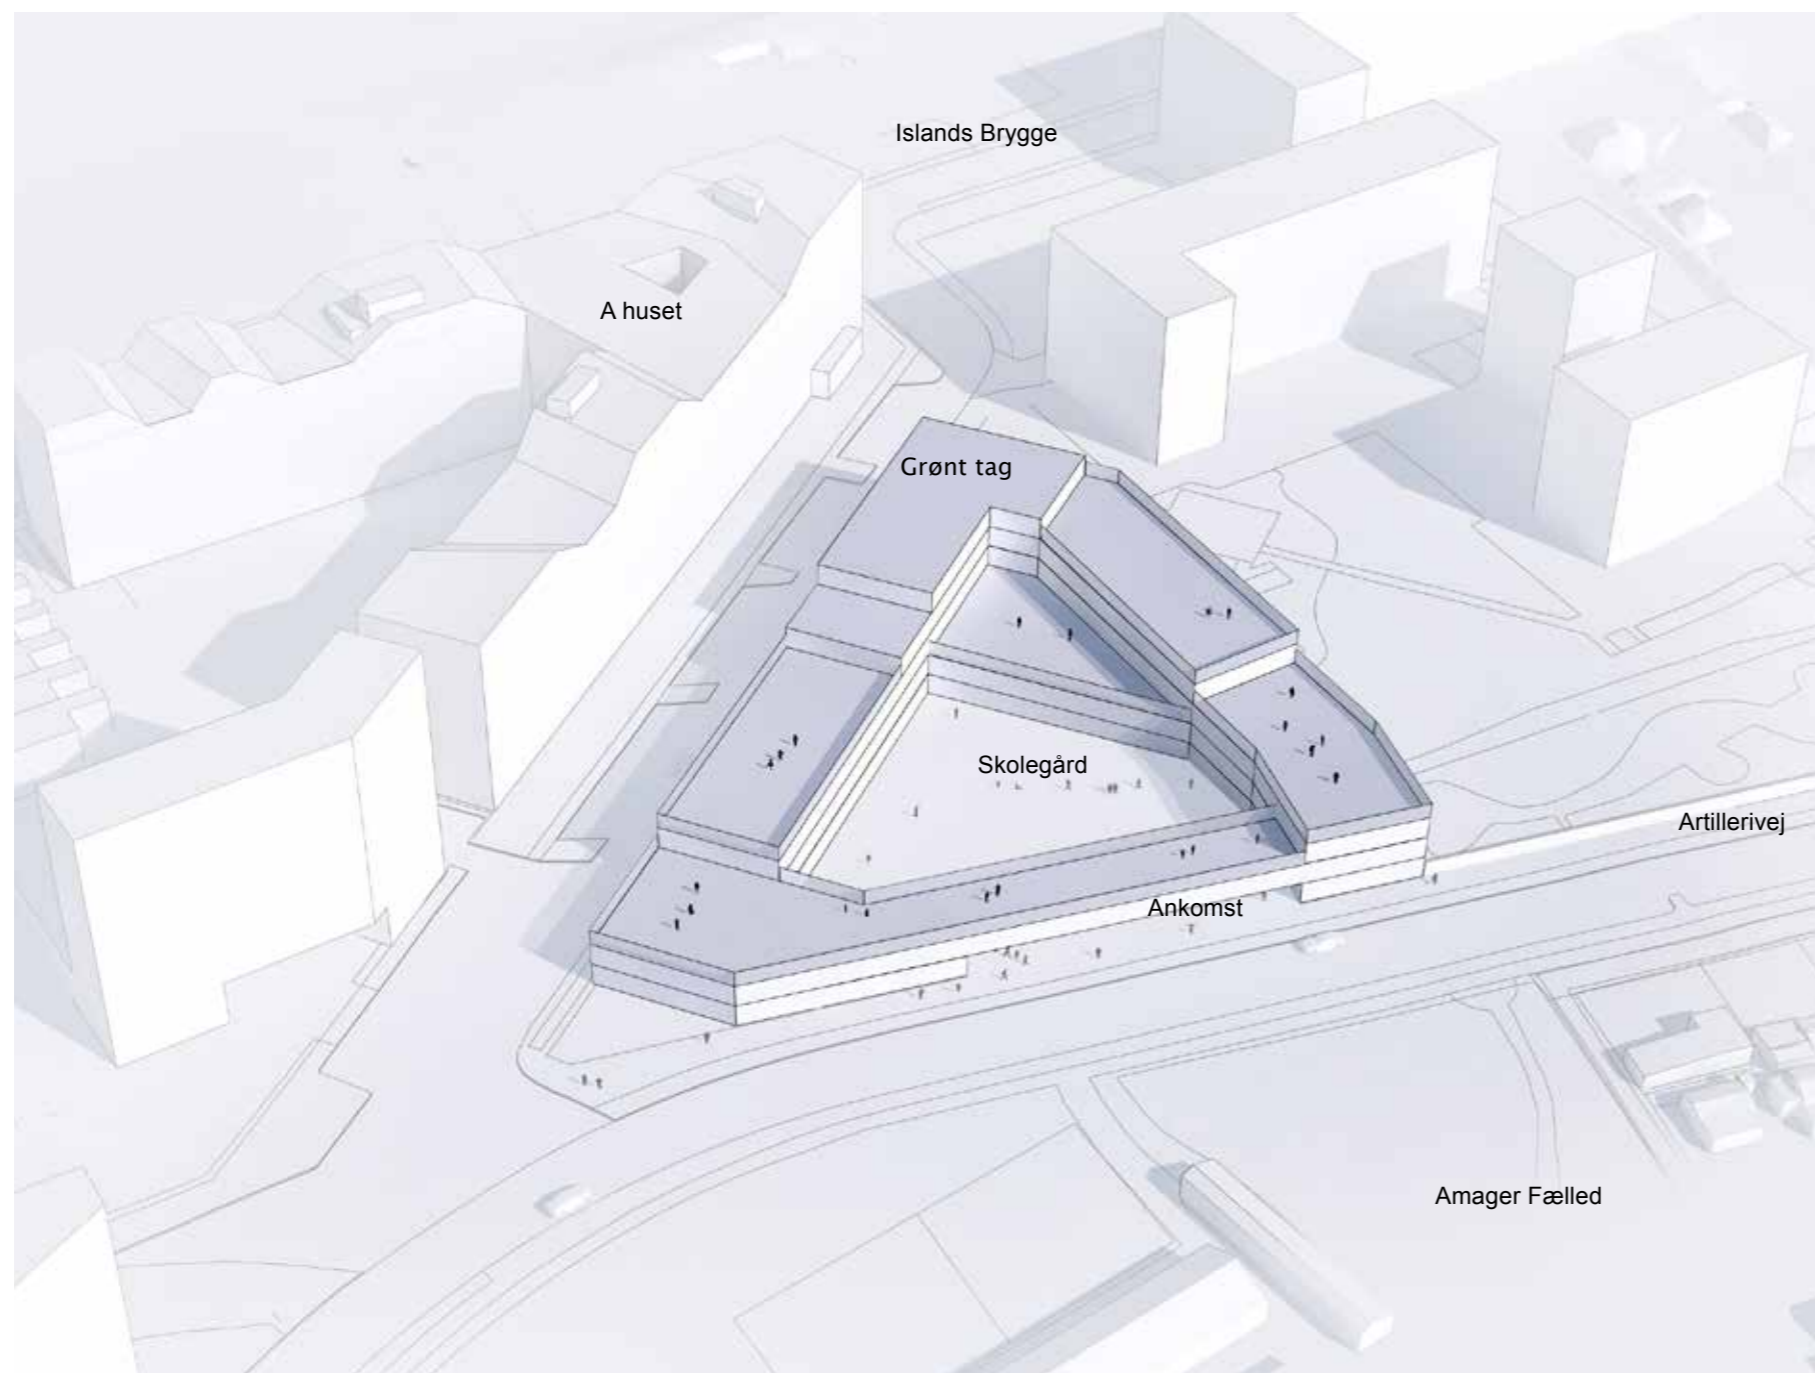 Islands Brygge
A huset
Grønt tag
Skolegård
Artillerivej
Ankomst
Amager Fælled